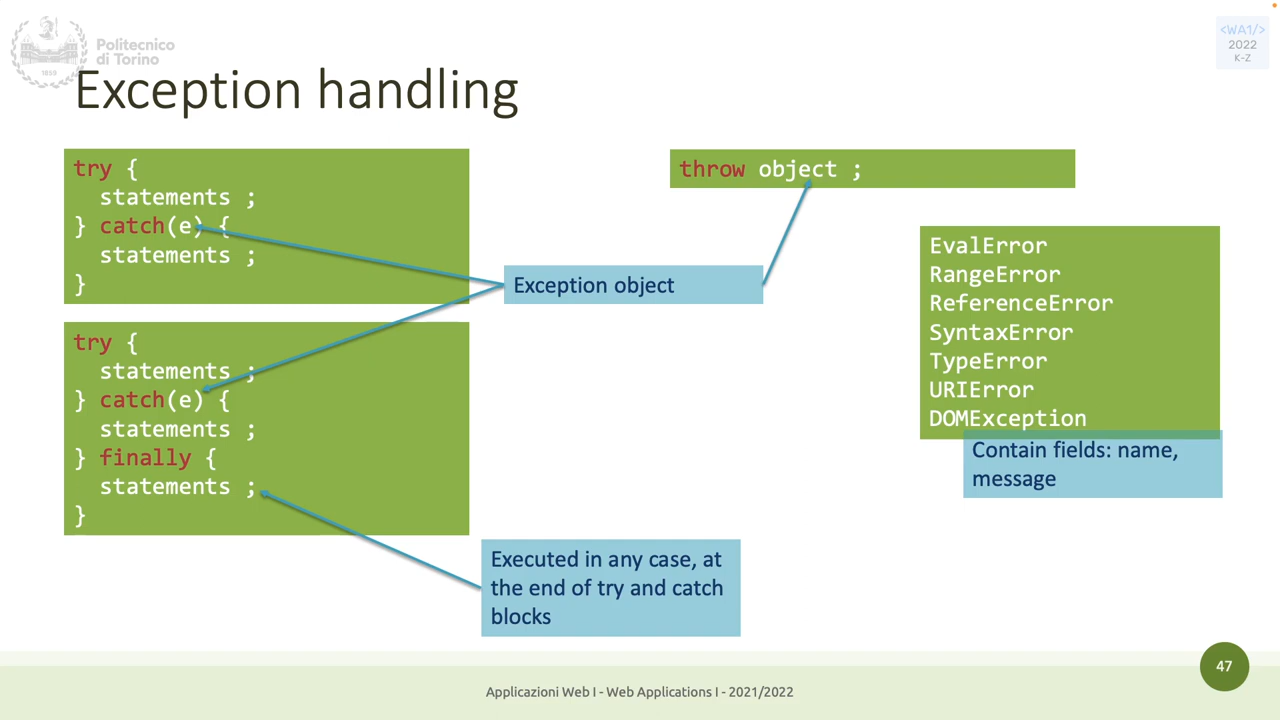 Politecnico
di Torino
1859
<WA1/>
2022
K-Z
Exception handling
try {
  statements ;
} catch(e) {
  statements ;
}
try {
  statements ;
} catch(e) {
  statements ;
} finally {
  statements ;
}
Exception object
Executed in any case, at
the end of try and catch
blocks
throw object ;
EvalError
RangeError
ReferenceError
SyntaxError
TypeError
URIError
DOMException
Contain fields: name,
message
47
Applicazioni Web I - Web Applications I - 2021/2022